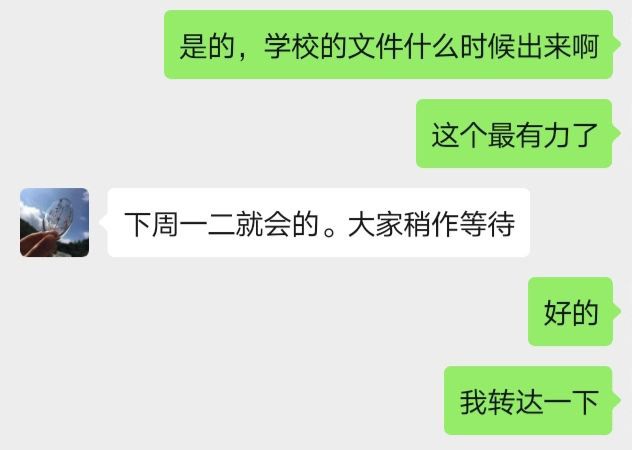 是的，学校的文件什么时候出来啊
这个最有力了
下周一二就会的。大家稍作等待
好的
我转达一下